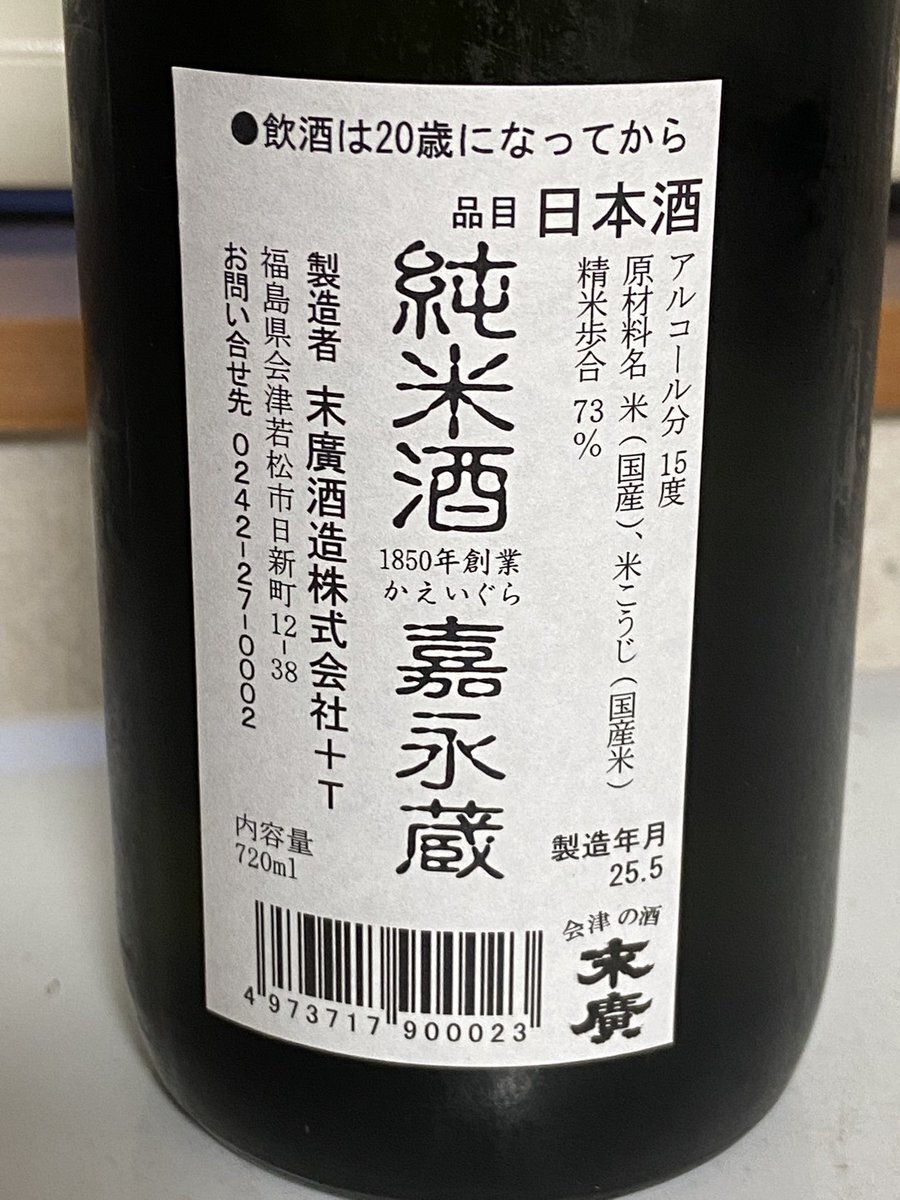 ●飲酒は20歳になってから
品目 日本酒
アルコール分 15度
原材料名 米(国産)、米こうじ(国産米)
精米歩合 73%
純米酒
1850年創業
かえいぐら
嘉永蔵
製造者 末廣酒造株式会社+T
福島県会津若松市日新町12-38
お問い合せ先 0242-27-0002
内容量
720ml
製造年月
25.5
会津の酒
末廣
4973717900023